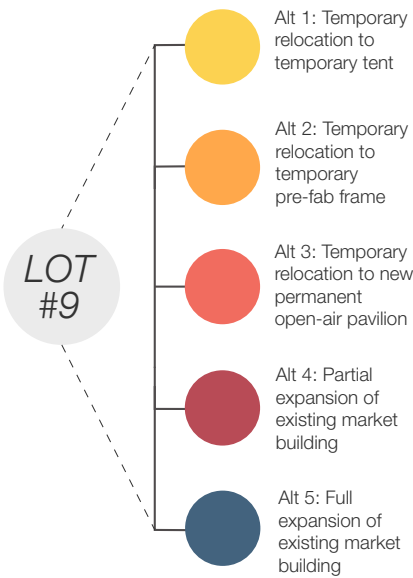 Alt 1: Temporary
relocation to
temporary tent
Alt 2: Temporary
relocation to
temporary
pre-fab frame
LOT
#9
Alt 3: Temporary
relocation to new
permanent
open-air pavilion
Alt 4: Partial
expansion of
existing market
building
Alt 5: Full
expansion of
existing market
building